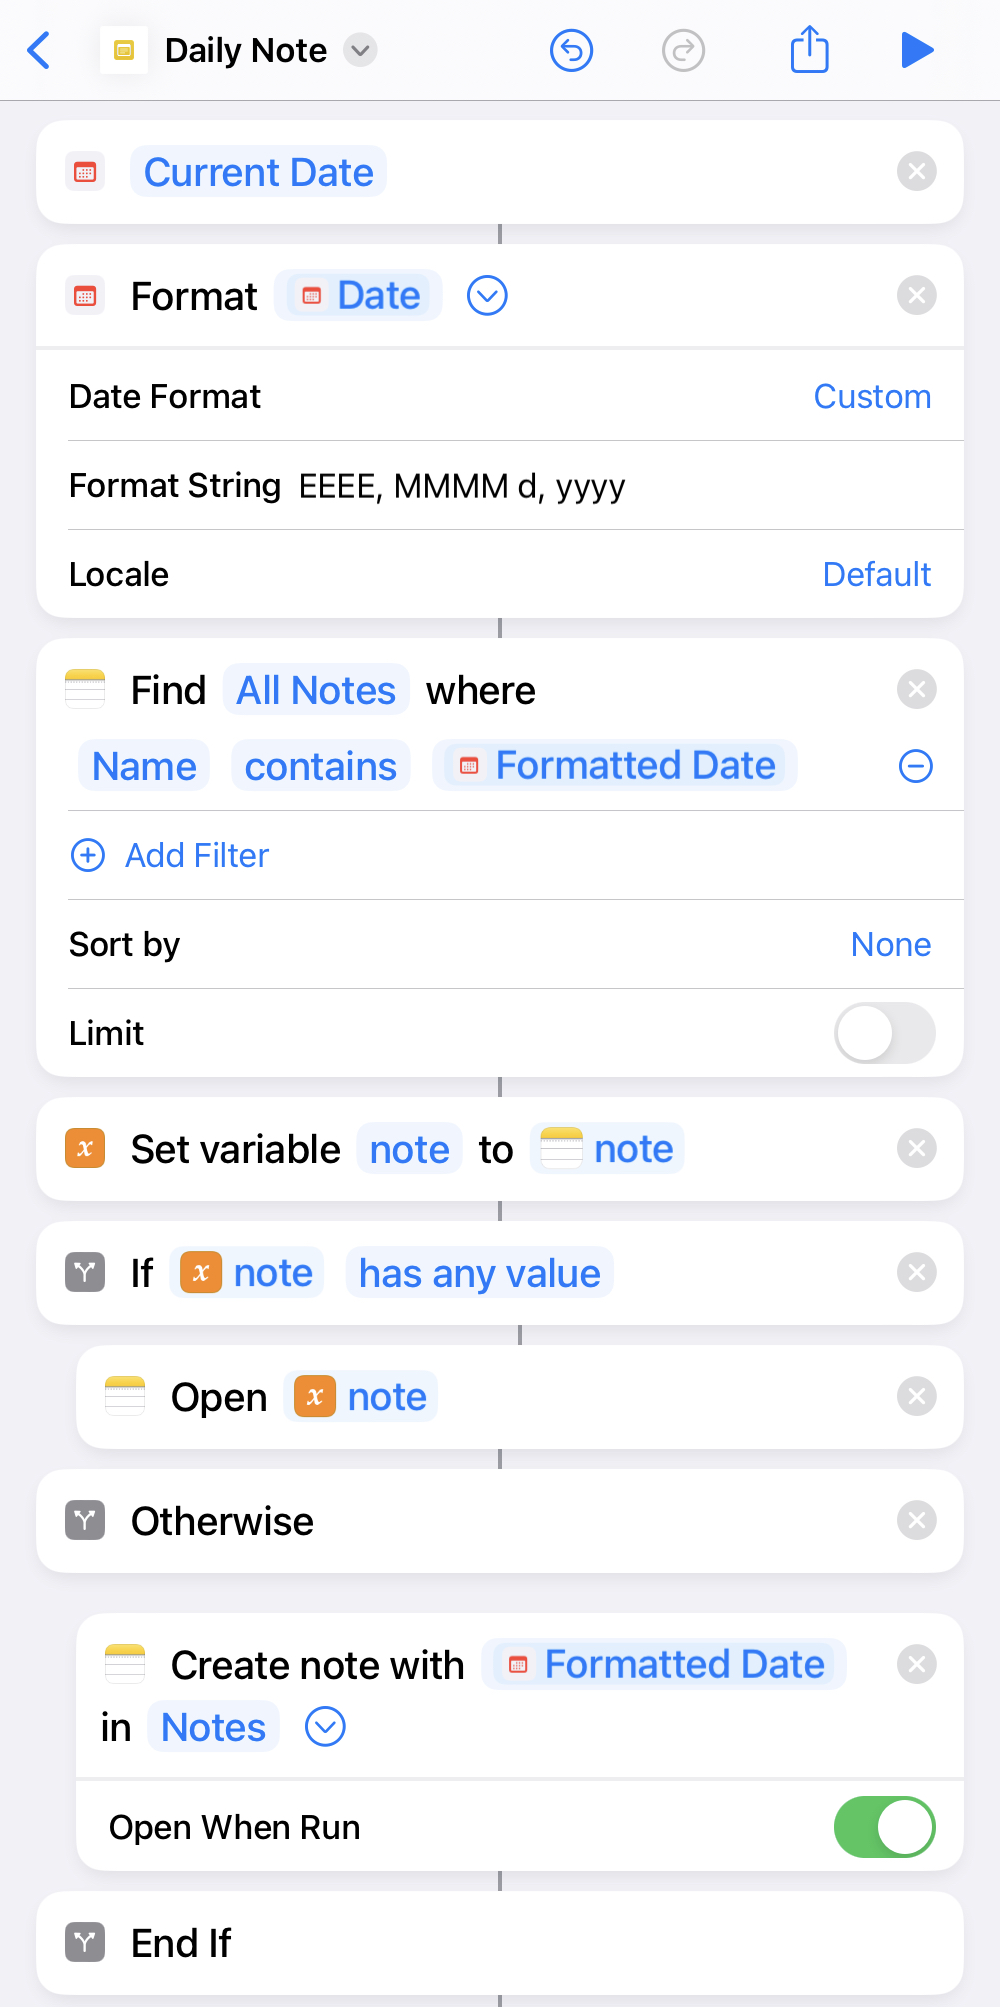 Daily Note
Current Date
Format Date
Date Format Custom
Format String EEEE, MMMM d, yyyy
Locale Default
Find All Notes where
Name contains Formatted Date
Add Filter
Sort by None
Limit
x Set variable note to note
If x note has any value
Open x note
Otherwise
Create note with Formatted Date
in Notes
Open When Run
End If